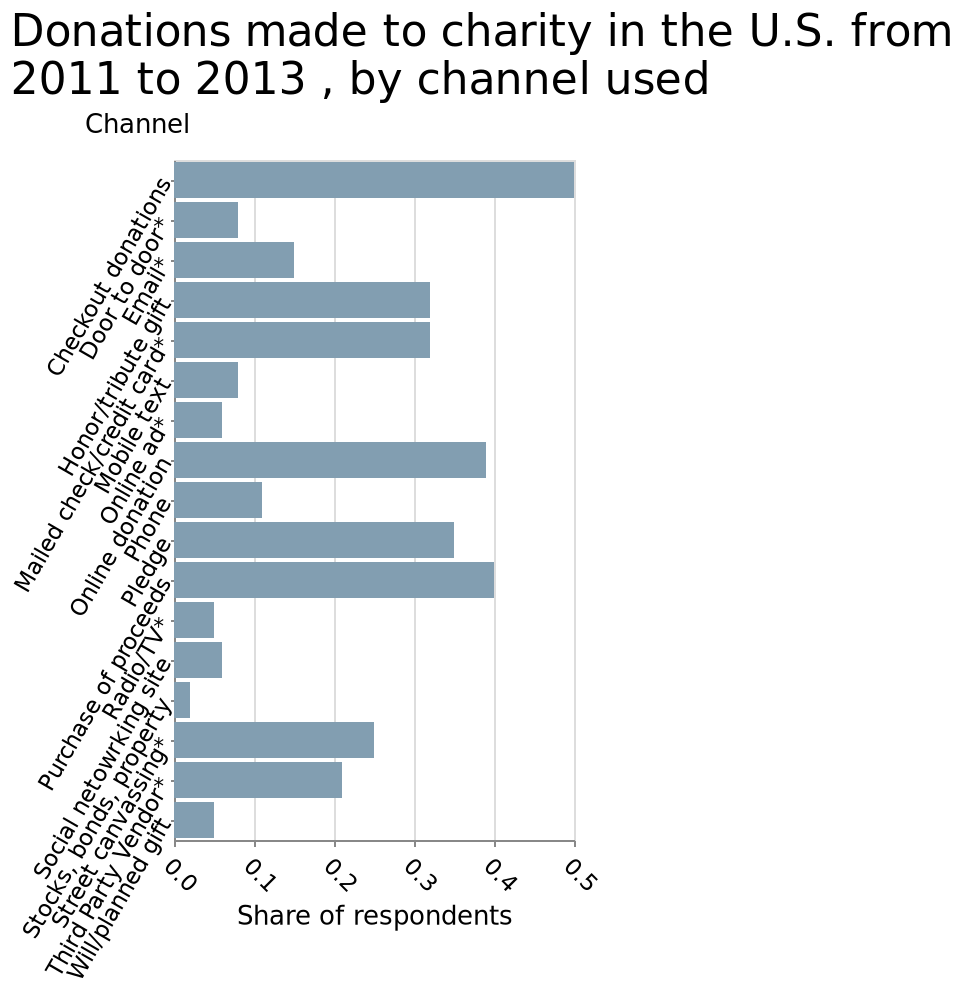 Donations made to charity in the U.S. from
2011 to 2013 , by channel used
Channel
Checkout donations
Door to door*
Email*
Honor/tribute gift
Mailed check/credit card*
Mobile text
Online ad*
Online donation
Phone
Pledge
Purchase of proceeds
Radio/TV*
Social netowrking site
Stocks, bonds, property
Street canvassing*
Third Party Vendor*
Will/planned gift
0.0 0.1 0.2 0.3 0.4 0.5
Share of respondents